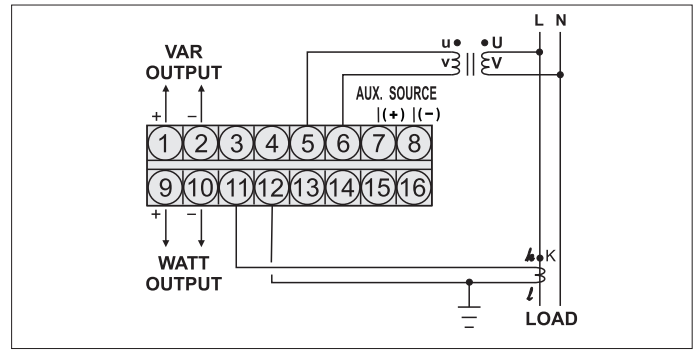 L N
u U
v V
VAR
OUTPUT
AUX. SOURCE
+ − (+) (−)
1 2 3 4 5 6 7 8
9 10 11 12 13 14 15 16
+ −
WATT
OUTPUT
k K
l
LOAD